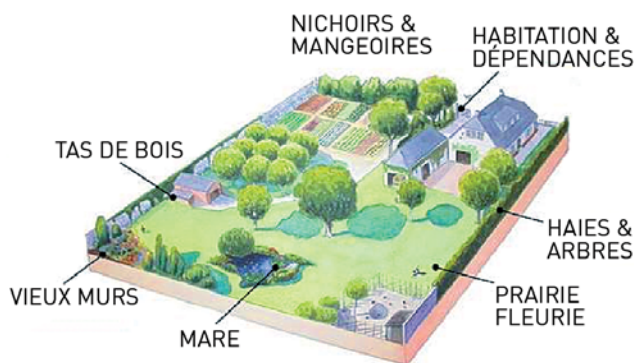 NICHOIRS &
MANGEOIRES
HABITATION &
DÉPENDANCES
TAS DE BOIS
HAIES &
ARBRES
VIEUX MURS
MARE
PRAIRIE
FLEURIE